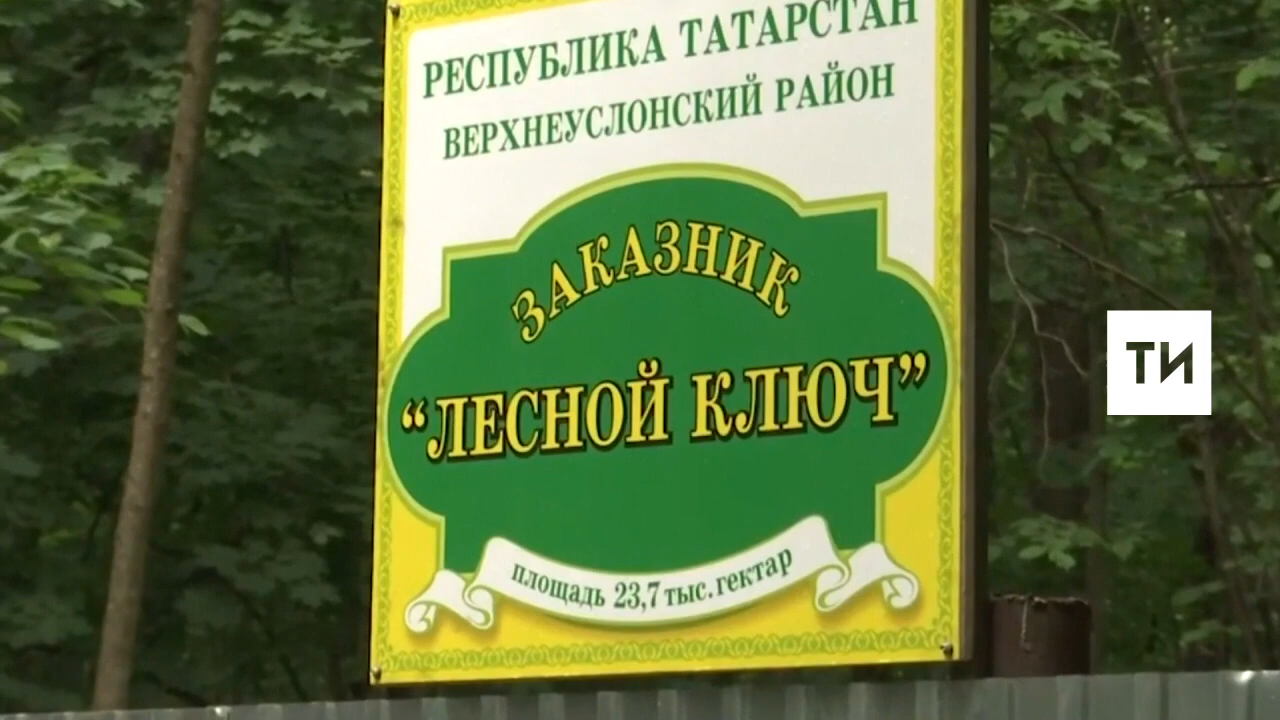 РЕСПУБЛИКА ТАТАРСТАН
ВЕРХНЕУСЛОНСКИЙ РАЙОН
ЗАКАЗНИК
“ЛЕСНОЙ КЛЮЧ”
площадь 23,7 тыс. гектар
ТИ